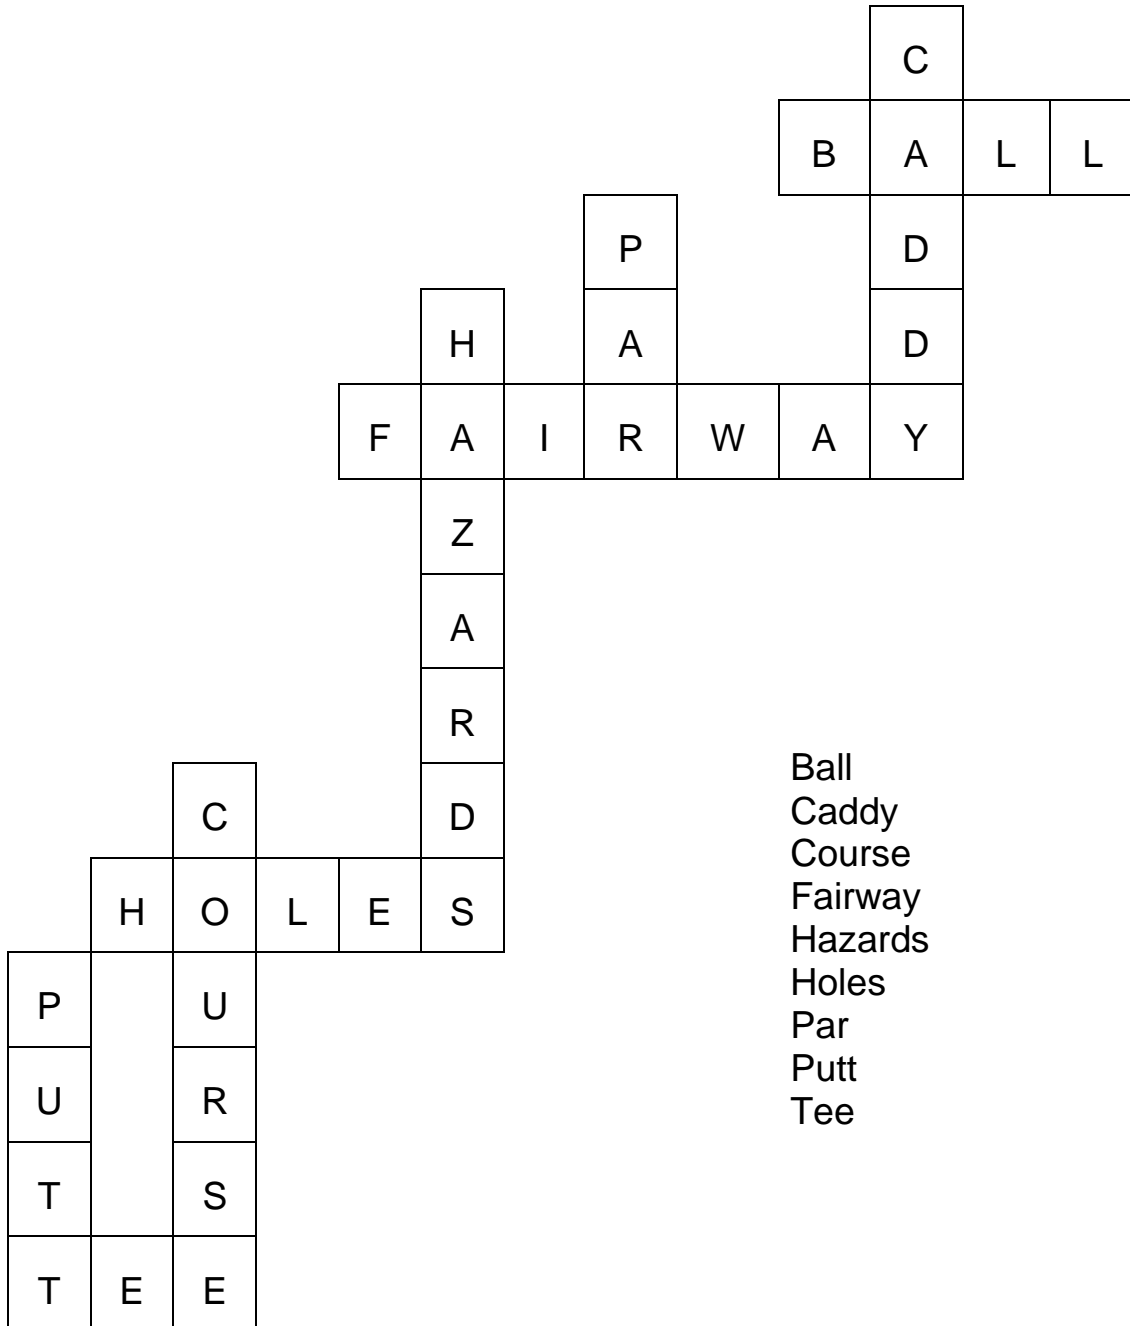 C
B A L L
P D
H A D
F A I R W A Y
Z
A
R
C D
H O L E S
P U
U R
T S
T E E
Ball
Caddy
Course
Fairway
Hazards
Holes
Par
Putt
Tee